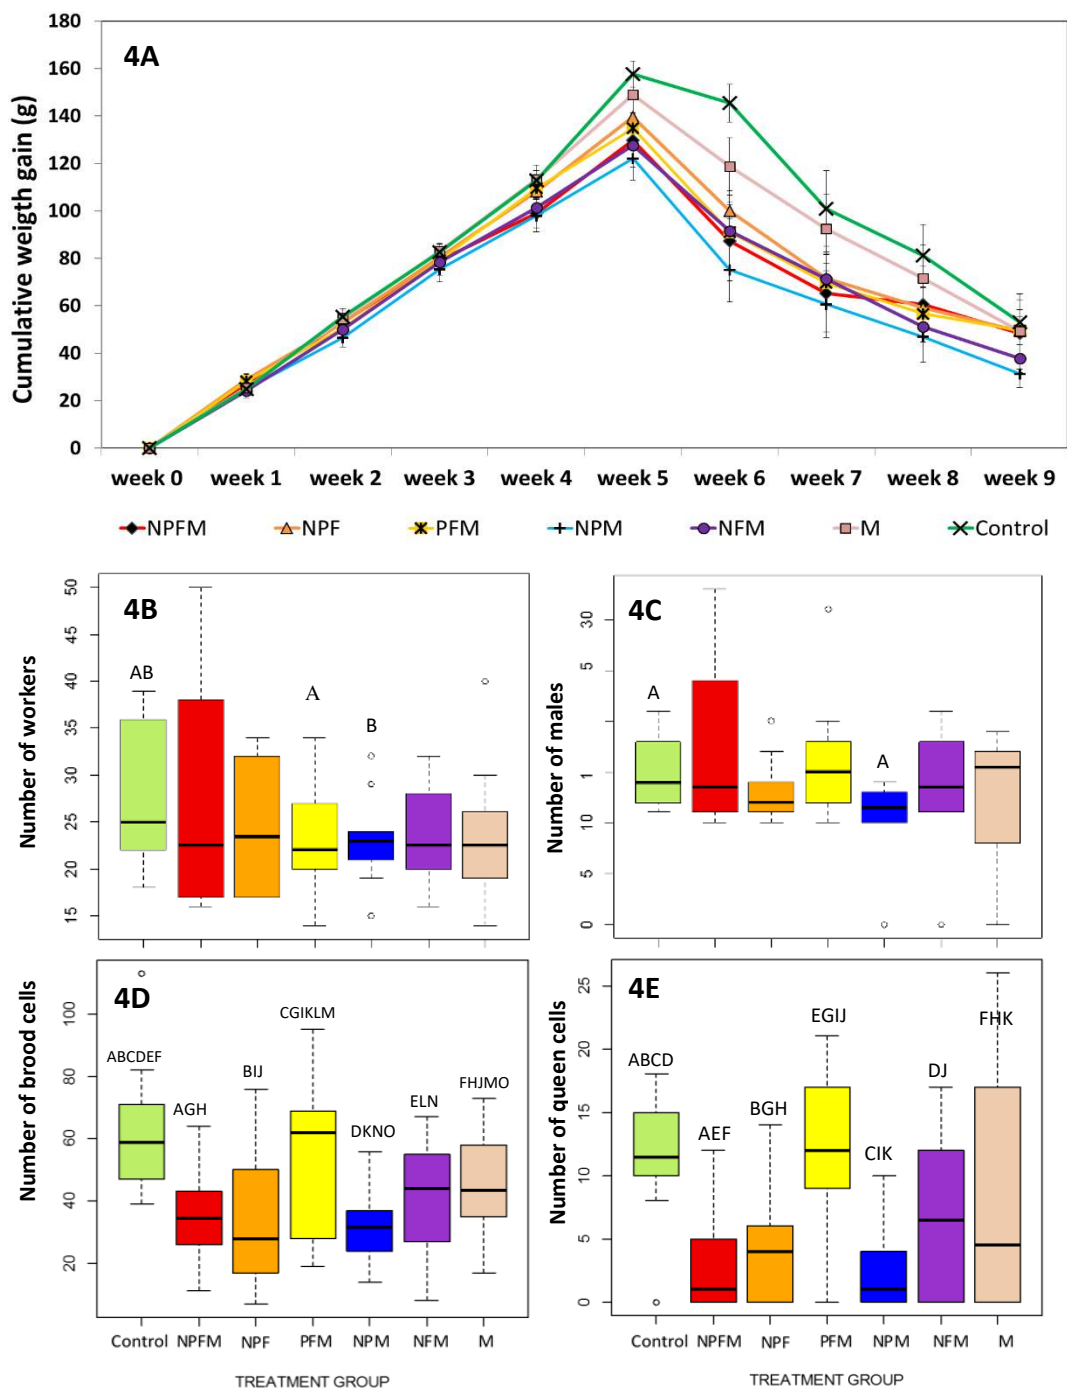 4A
Cumulative weigth gain (g)
180
160
140
120
100
80
60
40
20
0
week 0 week 1 week 2 week 3 week 4 week 5 week 6 week 7 week 8 week 9
NPFM NPF PFM NPM NFM M Control
4B
Number of workers
50
45
40
35
30
25
20
15
AB
A
B
4C
Number of males
30
5
1
10
5
0
A
A
4D
Number of brood cells
100
80
60
40
20
ABCDEF
AGH
BIJ
CGIKLM
DKNO
ELN
FHJMO
Control NPFM NPF PFM NPM NFM M
TREATMENT GROUP
4E
Number of queen cells
25
20
15
10
5
0
ABCD
AEF
BGH
EGIJ
CIK
DJ
FHK
Control NPFM NPF PFM NPM NFM M
TREATMENT GROUP